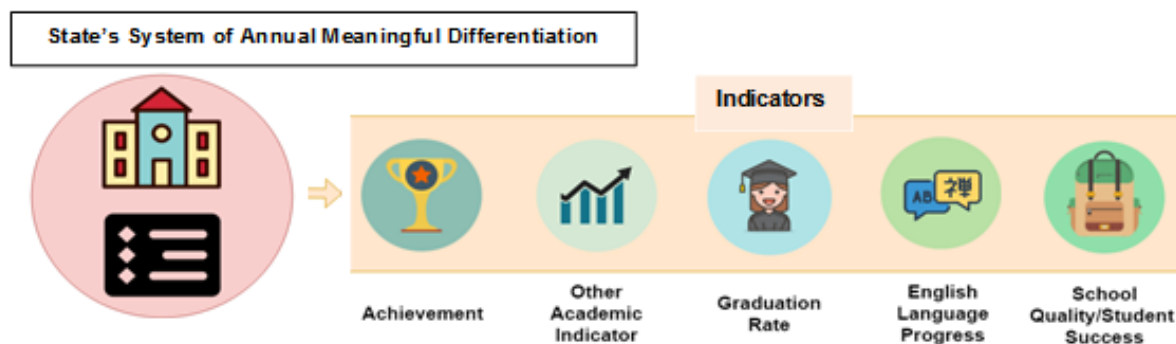 State's System of Annual Meaningful Differentiation
Indicators
AB
禅
Achievement
Other
Academic
Indicator
Graduation
Rate
English
Language
Progress
School
Quality/Student
Success